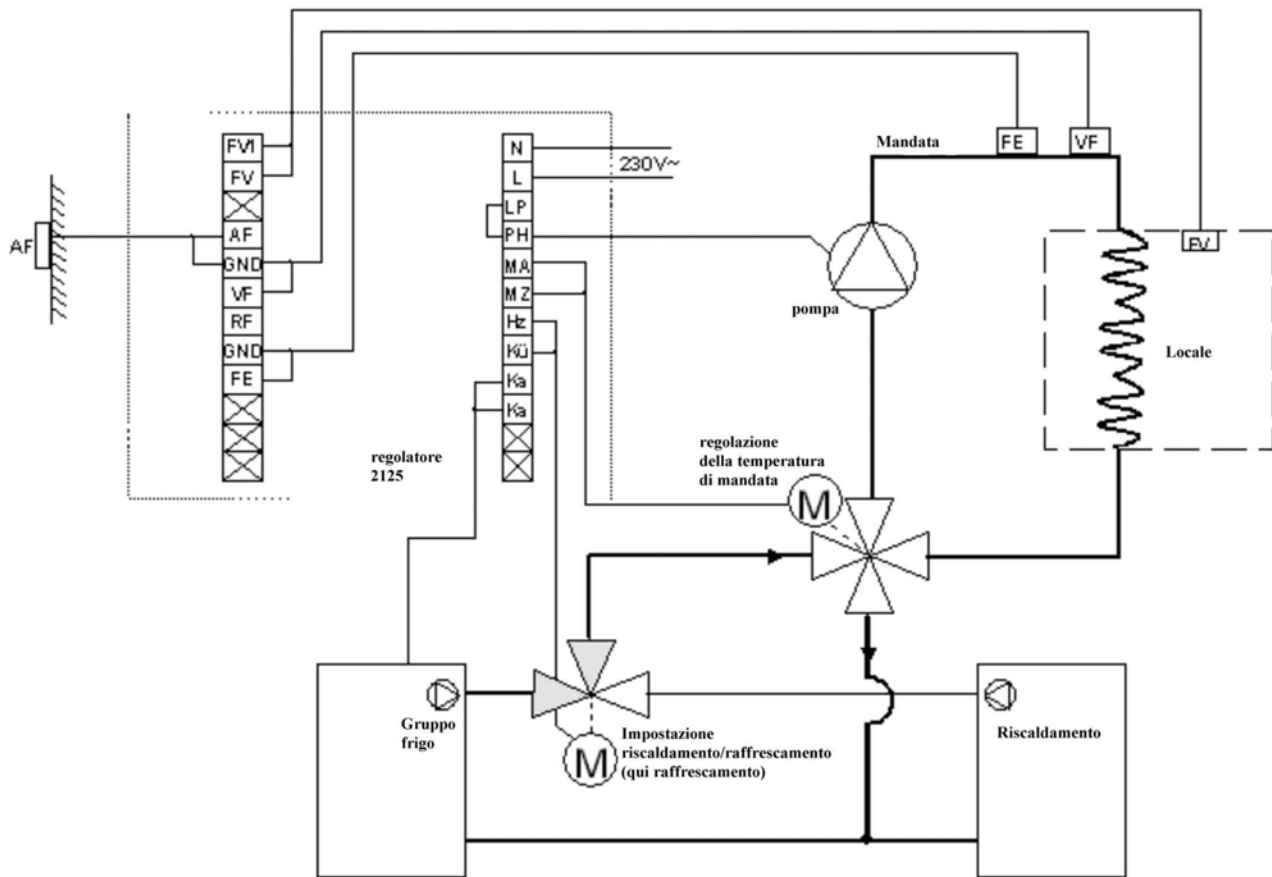 FV1
FV
AF
GND
VF
RF
GND
FE
AF
N
L
LP
PH
MA
MZ
Hz
Kü
Ka
Ka
230V~
regolatore
2125
Mandata
FE
VF
FV
pompa
Locale
regolazione
della temperatura
di mandata
M
Gruppo
frigo
M
Impostazione
riscaldamento/raffrescamento
(qui raffrescamento)
Riscaldamento